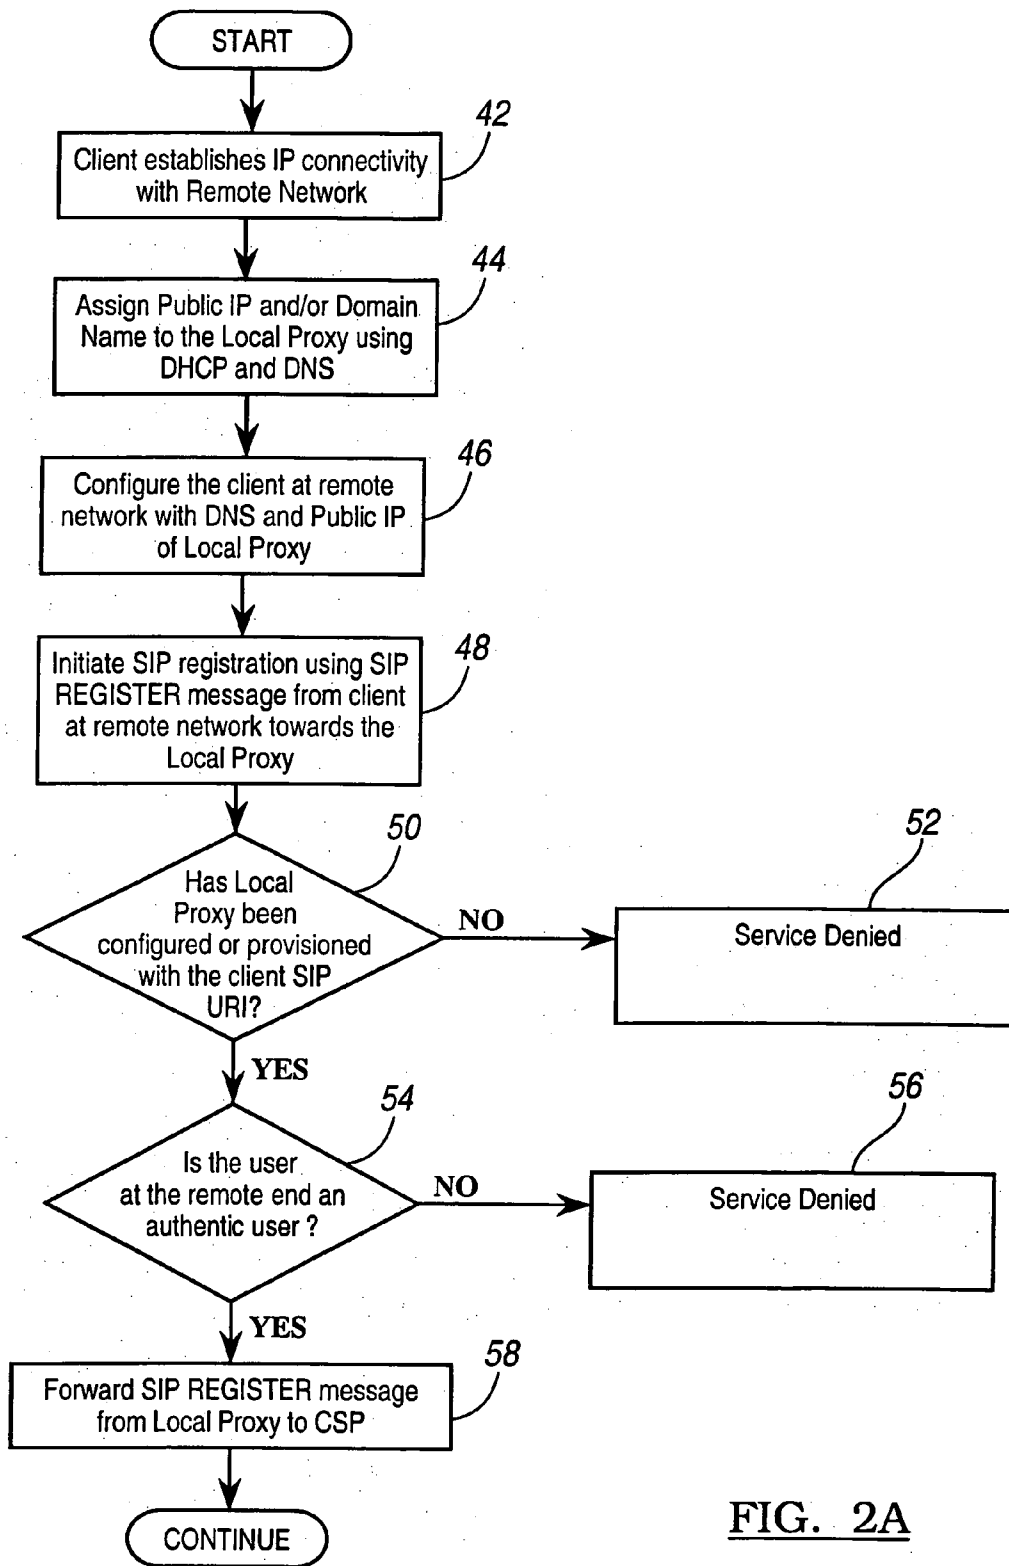 START
42
Client establishes IP connectivity
with Remote Network
44
Assign Public IP and/or Domain
Name to the Local Proxy using
DHCP and DNS
46
Configure the client at remote
network with DNS and Public IP
of Local Proxy
48
Initiate SIP registration using SIP
REGISTER message from client
at remote network towards the
Local Proxy
50
Has Local
Proxy been
configured or provisioned
with the client SIP
URI?
NO
52
Service Denied
YES
54
Is the user
at the remote end an
authentic user ?
NO
56
Service Denied
YES
58
Forward SIP REGISTER message
from Local Proxy to CSP
CONTINUE
FIG. 2A